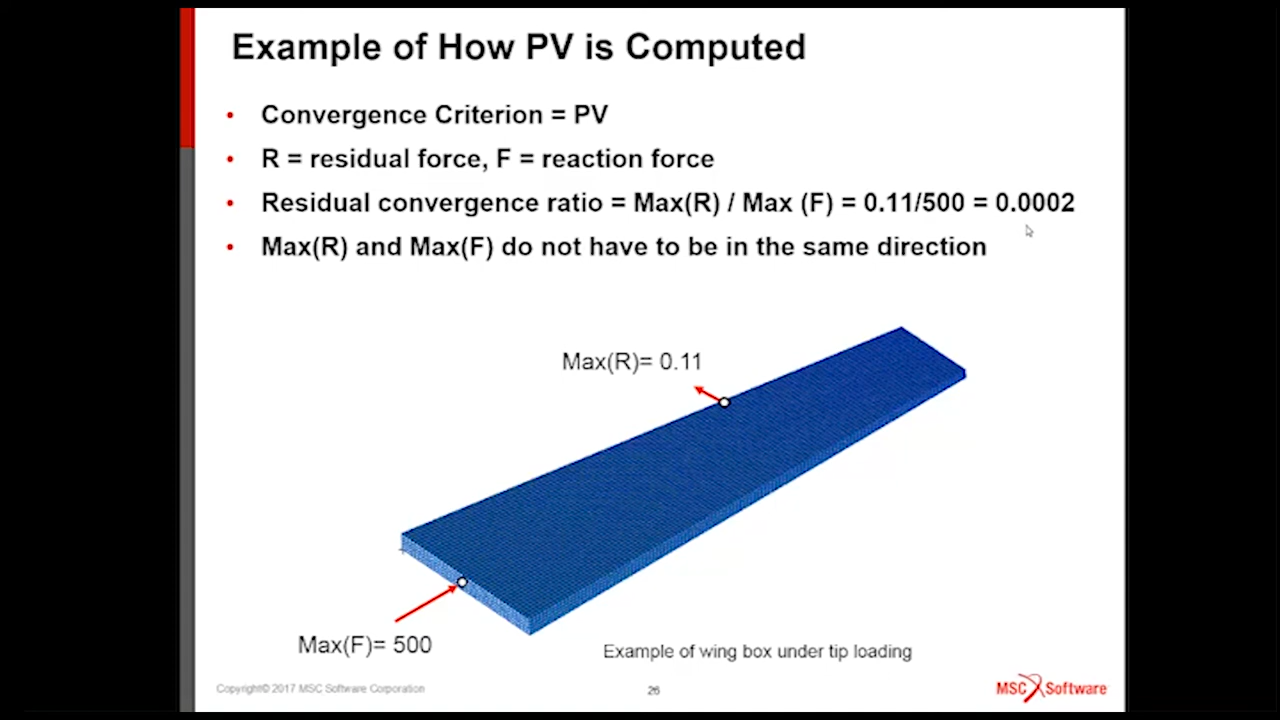 Example of How PV is Computed
• Convergence Criterion = PV
• R = residual force, F = reaction force
• Residual convergence ratio = Max(R) / Max (F) = 0.11/500 = 0.0002
• Max(R) and Max(F) do not have to be in the same direction
Max(R)= 0.11
Max(F)= 500
Example of wing box under tip loading
Copyright© 2017 MSC Software Corporation
26
MSC Software